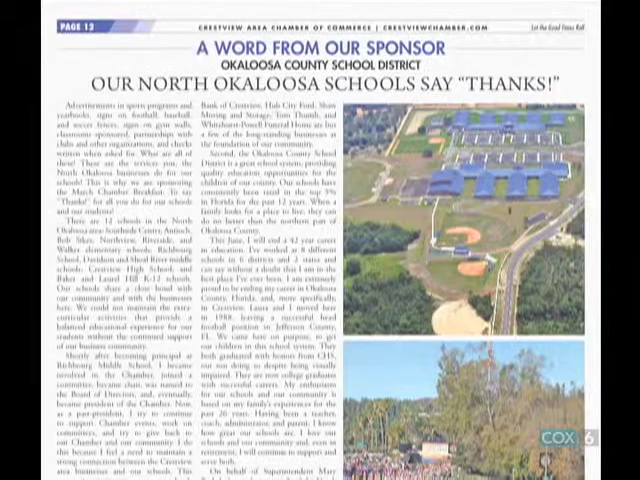 PAGE 12
CRESTVIEW AREA CHAMBER OF COMMERCE | CRESTVIEWCHAMBER.COM
Let the Good Times Roll
A WORD FROM OUR SPONSOR
OKALOOSA COUNTY SCHOOL DISTRICT
OUR NORTH OKALOOSA SCHOOLS SAY “THANKS!”
Advertisements in sports programs and
yearbooks, signs on football, baseball,
and soccer fences, signs on gym walls,
classrooms sponsored, partnerships with
clubs and other organizations, and checks
written when asked for. What are all of
these? These are the services you, the
North Okaloosa businesses do for our
schools! This is why we are sponsoring
the March Chamber Breakfast. To say
"Thanks!" for all you do for our schools
and our students!
There are 12 schools in the North
Okaloosa area: Southside Center, Antioch,
Bob Sikes, Northwood, Riverside, and
Walker elementary schools; Richbourg
School, Davidson and Shoal River middle
schools; Crestview High School, and
Baker and Laurel Hill K-12 schools.
Our schools share a close bond with
our community and with the businesses
here. We could not maintain the extra-
curricular activities that provide a
balanced educational experience for our
students without the continued support
of our business community.
Shortly after becoming principal at
Richbourg Middle School, I became
involved in the Chamber, joined a
committee, became chair, was named to
the Board of Directors, and, eventually,
became president of the Chamber. Now,
as a past-president, I try to continue
to support Chamber events, work on
committees, and try to give back to
our Chamber and our community. I do
this because I feel a need to maintain a
strong connection between the Crestview
area businesses and our schools. This
Bank of Crestview, Hub City Ford, Shaw
Moving and Storage, Tom Thumb, and
Whitehurst-Powell Funeral Home are but
a few of the long-standing businesses at
the foundation of our community.
Second, the Okaloosa County School
District is a great school system, providing
quality education opportunities for the
children of our county. Our schools have
consistently been rated in the top 5%
in Florida for the past 12 years. When a
family looks for a place to live, they can
do no better than the northern part of
Okaloosa County.
This June, I will end a 42 year career
in education. I've worked at 8 different
schools in 6 districts and 2 states and
can say without a doubt that I am in the
best place I've ever been. I am extremely
proud to be ending my career in Okaloosa
County, Florida, and, more specifically,
in Crestview. Laura and I moved here
in 1988, leaving a successful head
football position in Jefferson County,
FL. We came here on purpose, to get
our children in this school system. They
both graduated with honors from CHS,
our son doing so despite being visually
impaired. They are now college graduates
with successful careers. My enthusiasm
for our schools and our community is
based on my family's experiences for the
past 26 years. Having been a teacher,
coach, administrator, and parent, I know
how great our schools are. I love our
schools and our community and, even in
retirement, I will continue to support and
serve both.
On behalf of Superintendent Mary
COX 6